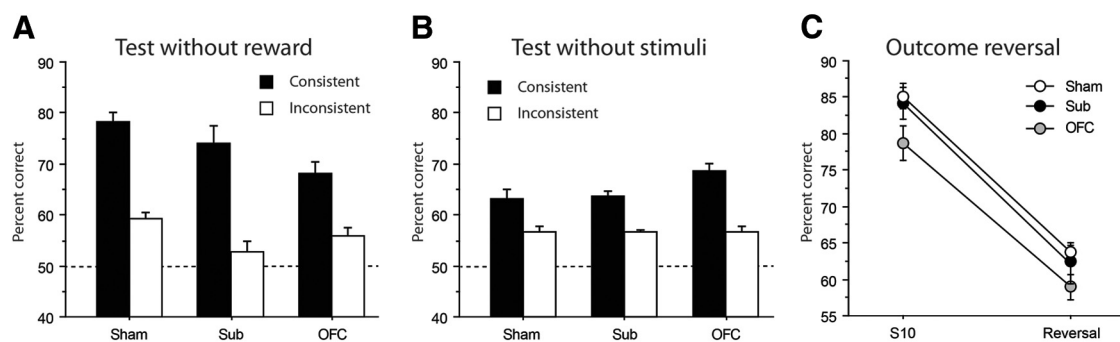 A
Test without reward
Percent correct
90
80
70
60
50
40
Consistent
Inconsistent
Sham Sub OFC
B
Test without stimuli
Percent correct
90
80
70
60
50
40
Consistent
Inconsistent
Sham Sub OFC
C
Outcome reversal
Percent correct
90
85
80
75
70
65
60
55
Sham
Sub
OFC
S10 Reversal